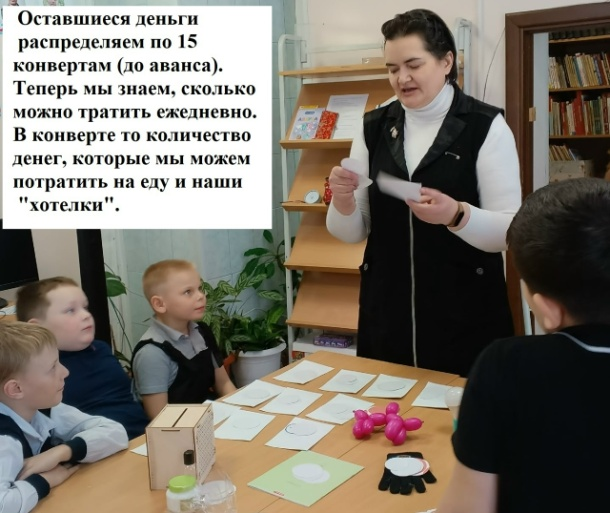 Оставшиеся деньги
распределяем по 15
конвертам (до аванса).
Теперь мы знаем, сколько
можно тратить ежедневно.
В конверте то количество
денег, которые мы можем
потратить на еду и наши
"хотелки".